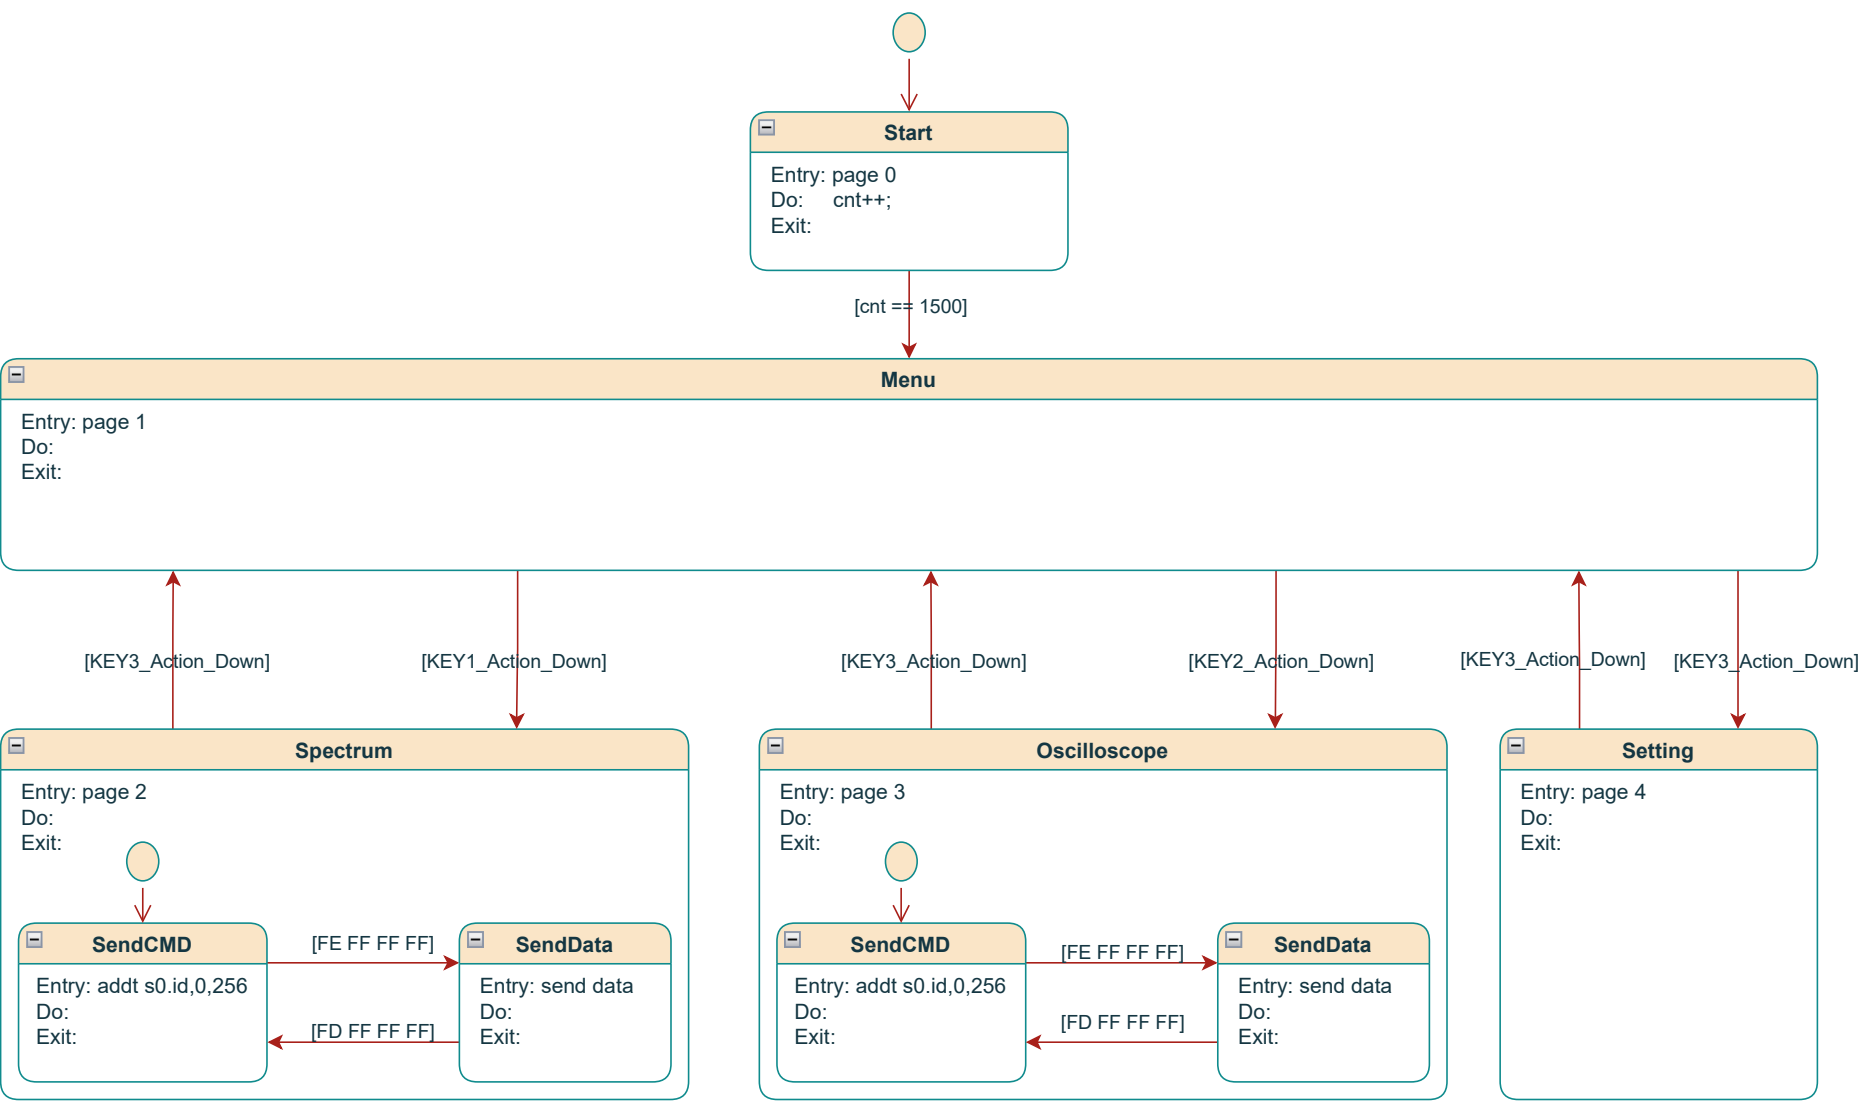 Start
Entry: page 0
Do: cnt++;
Exit:
[cnt == 1500]
Menu
Entry: page 1
Do:
Exit:
[KEY3_Action_Down]
[KEY1_Action_Down]
[KEY3_Action_Down]
[KEY2_Action_Down]
[KEY3_Action_Down]
[KEY3_Action_Down]
Spectrum
Entry: page 2
Do:
Exit:
SendCMD
Entry: addt s0.id,0,256
Do:
Exit:
[FE FF FF FF]
[FD FF FF FF]
SendData
Entry: send data
Do:
Exit:
Oscilloscope
Entry: page 3
Do:
Exit:
SendCMD
Entry: addt s0.id,0,256
Do:
Exit:
[FE FF FF FF]
[FD FF FF FF]
SendData
Entry: send data
Do:
Exit:
Setting
Entry: page 4
Do:
Exit: